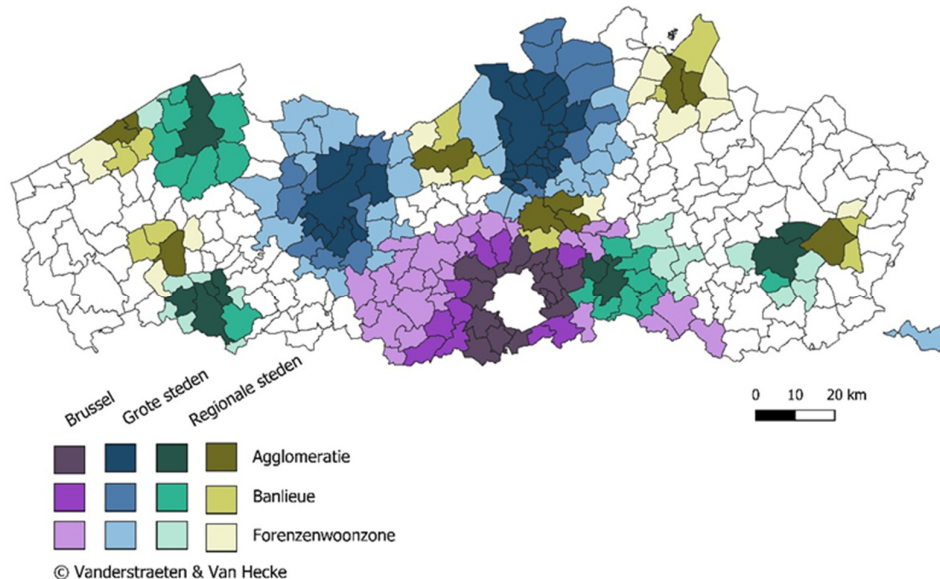 Brussel
Grote steden
Regionale steden
0 10 20 km
Agglomeratie
Banlieue
Forenzenwoonzone
© Vanderstraeten & Van Hecke